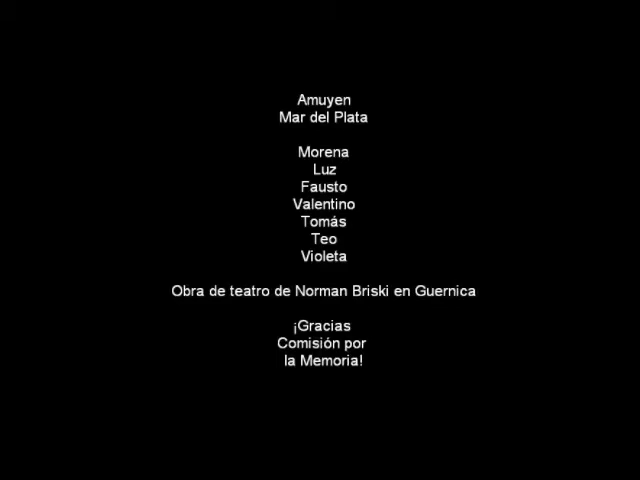 Amuyen
Mar del Plata
Morena
Luz
Fausto
Valentino
Tomás
Teo
Violeta
Obra de teatro de Norman Briski en Guernica
¡Gracias
Comisión por
la Memoria!